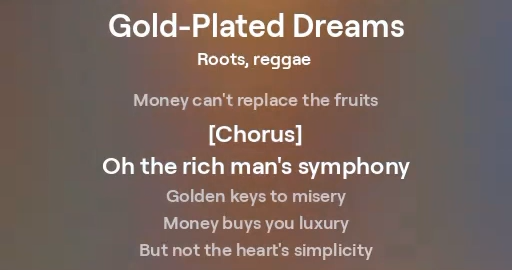 Gold-Plated Dreams
Roots, reggae
Money can't replace the fruits
[Chorus]
Oh the rich man's symphony
Golden keys to misery
Money buys you luxury
But not the heart's simplicity